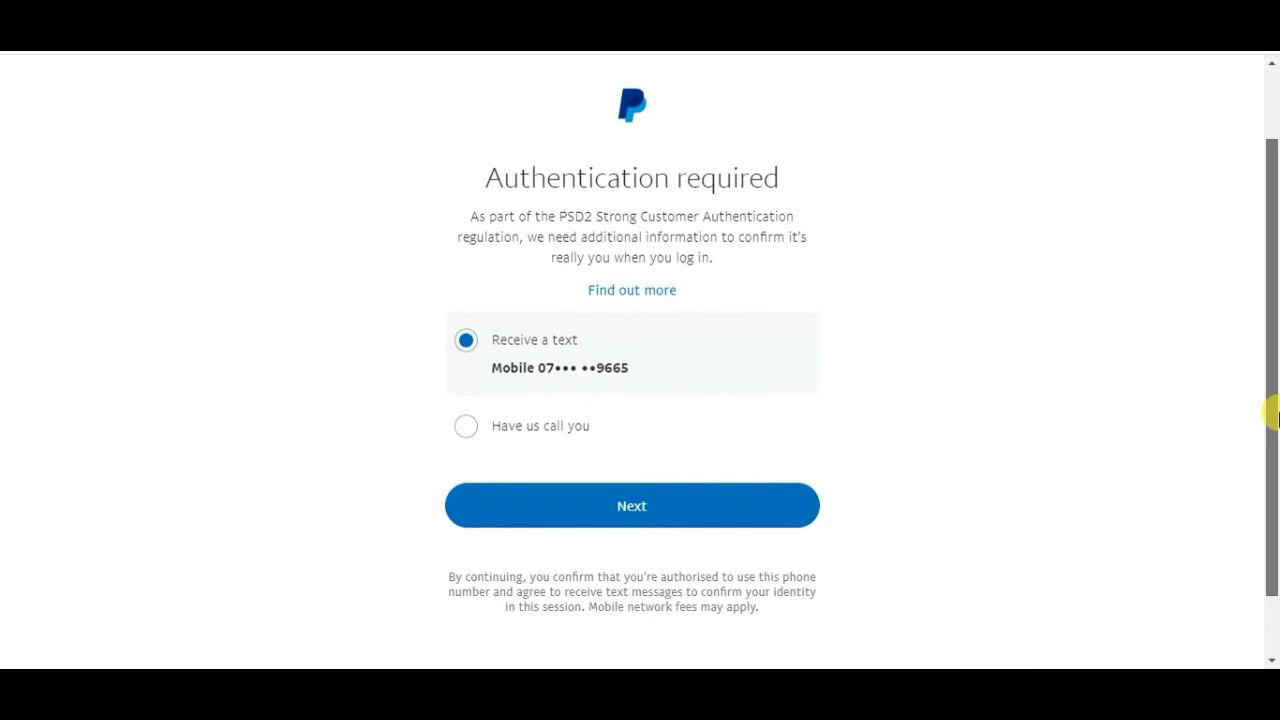 Authentication required
As part of the PSD2 Strong Customer Authentication
regulation, we need additional information to confirm it's
really you when you log in.
Find out more
Receive a text
Mobile 07••• ••9665
Have us call you
Next
By continuing, you confirm that you're authorised to use this phone
number and agree to receive text messages to confirm your identity
in this session. Mobile network fees may apply.